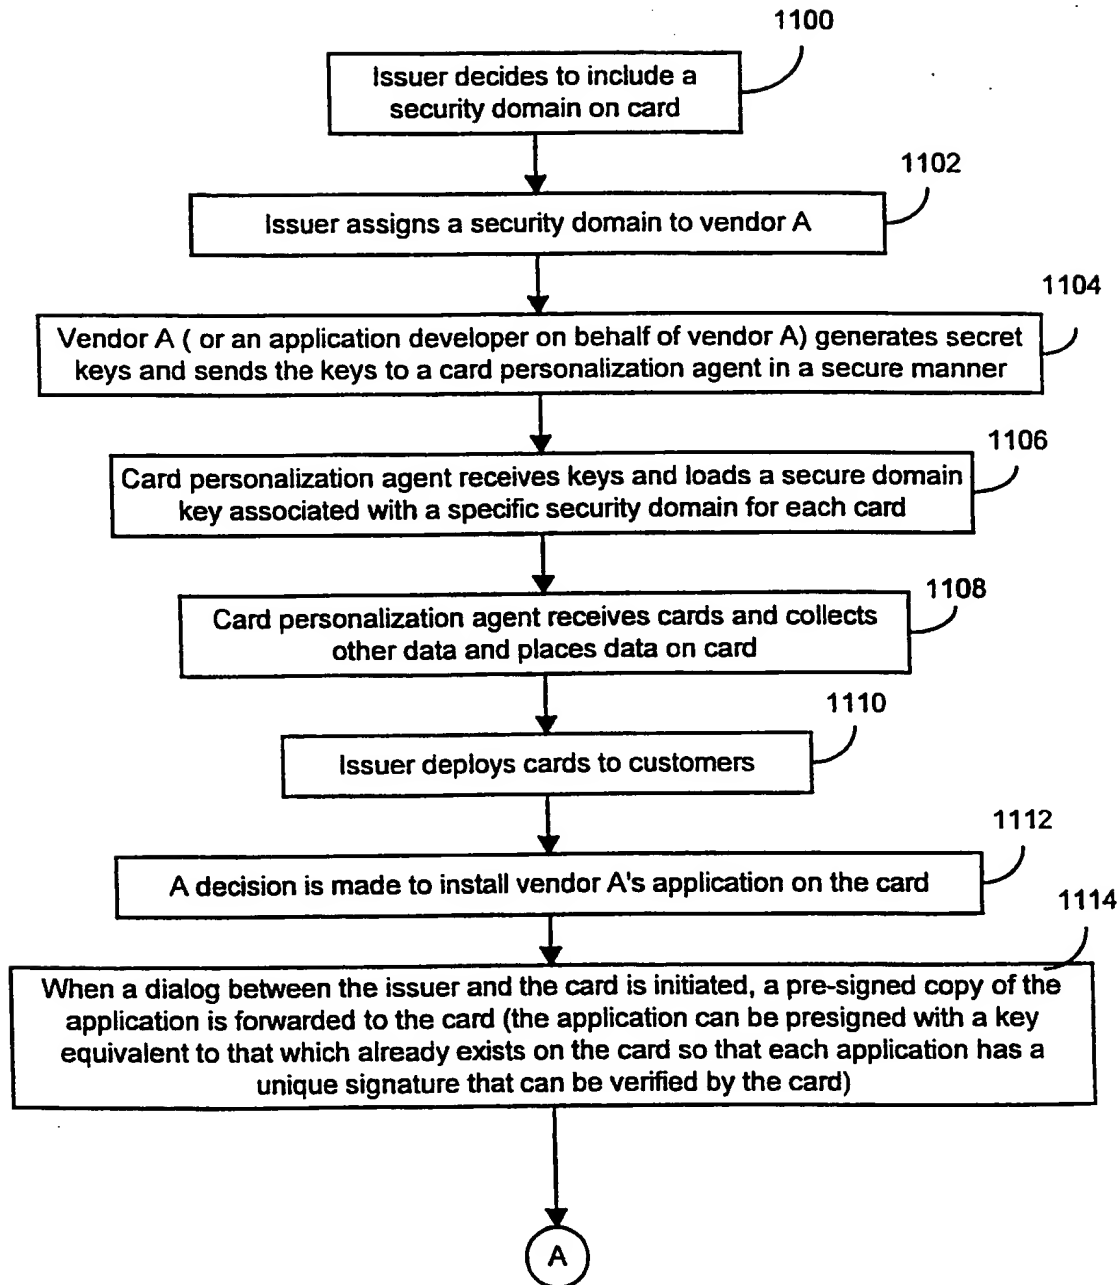 1100
Issuer decides to include a
security domain on card
1102
Issuer assigns a security domain to vendor A
1104
Vendor A ( or an application developer on behalf of vendor A) generates secret
keys and sends the keys to a card personalization agent in a secure manner
1106
Card personalization agent receives keys and loads a secure domain
key associated with a specific security domain for each card
1108
Card personalization agent receives cards and collects
other data and places data on card
1110
Issuer deploys cards to customers
1112
A decision is made to install vendor A's application on the card
1114
When a dialog between the issuer and the card is initiated, a pre-signed copy of the
application is forwarded to the card (the application can be presigned with a key
equivalent to that which already exists on the card so that each application has a
unique signature that can be verified by the card)
A